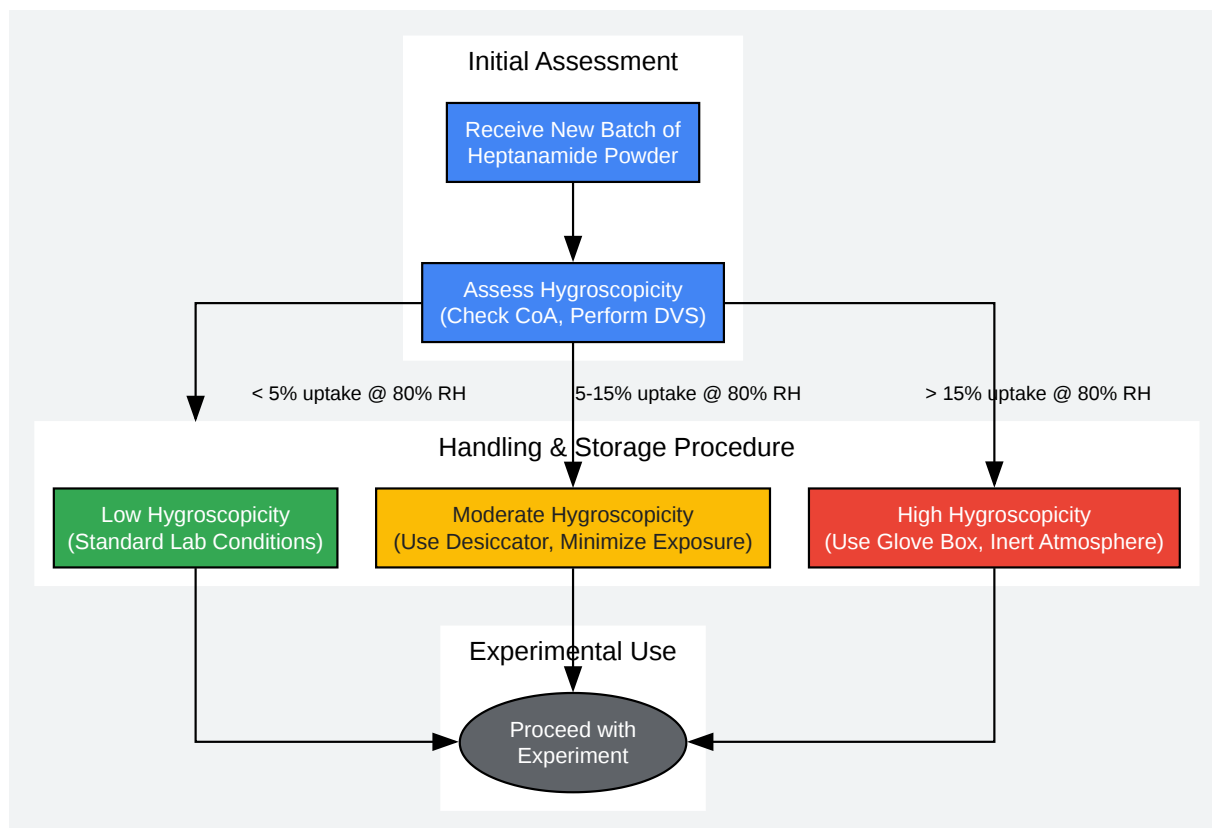 Initial Assessment
Receive New Batch of
Heptanamide Powder
Assess Hygroscopicity
(Check CoA, Perform DVS)
< 5% uptake @ 80% RH
5-15% uptake @ 80% RH
> 15% uptake @ 80% RH
Handling & Storage Procedure
Low Hygroscopicity
(Standard Lab Conditions)
Moderate Hygroscopicity
(Use Desiccator, Minimize Exposure)
High Hygroscopicity
(Use Glove Box, Inert Atmosphere)
Experimental Use
Proceed with
Experiment